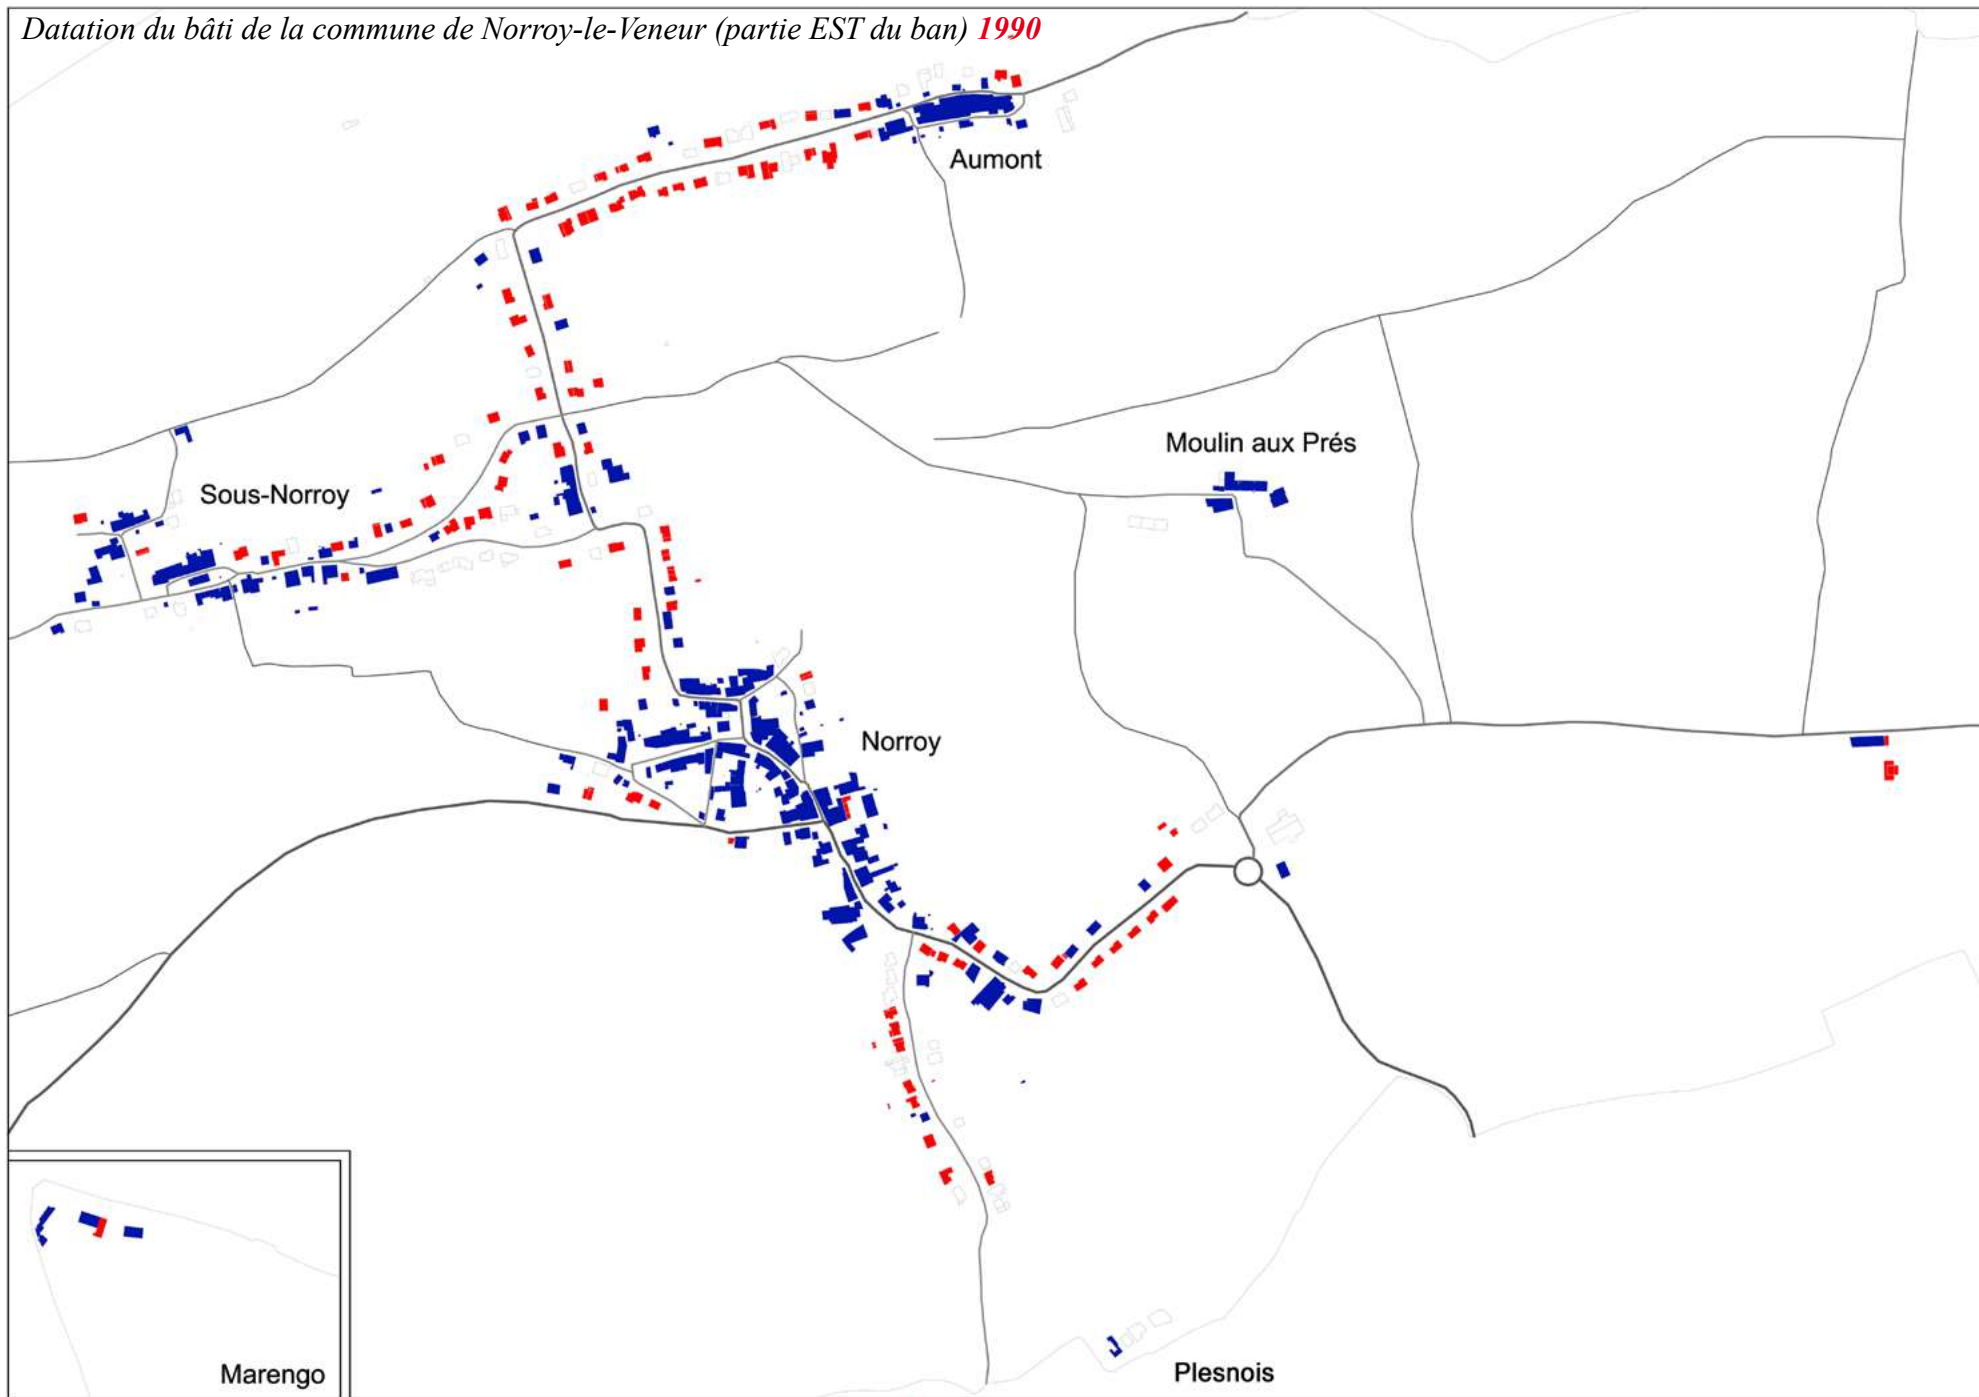 Datation du bâti de la commune de Norroy-le-Veneur (partie EST du ban) 1990
Aumont
Moulin aux Prés
Sous-Norroy
Norroy
Marengo
Plesnois